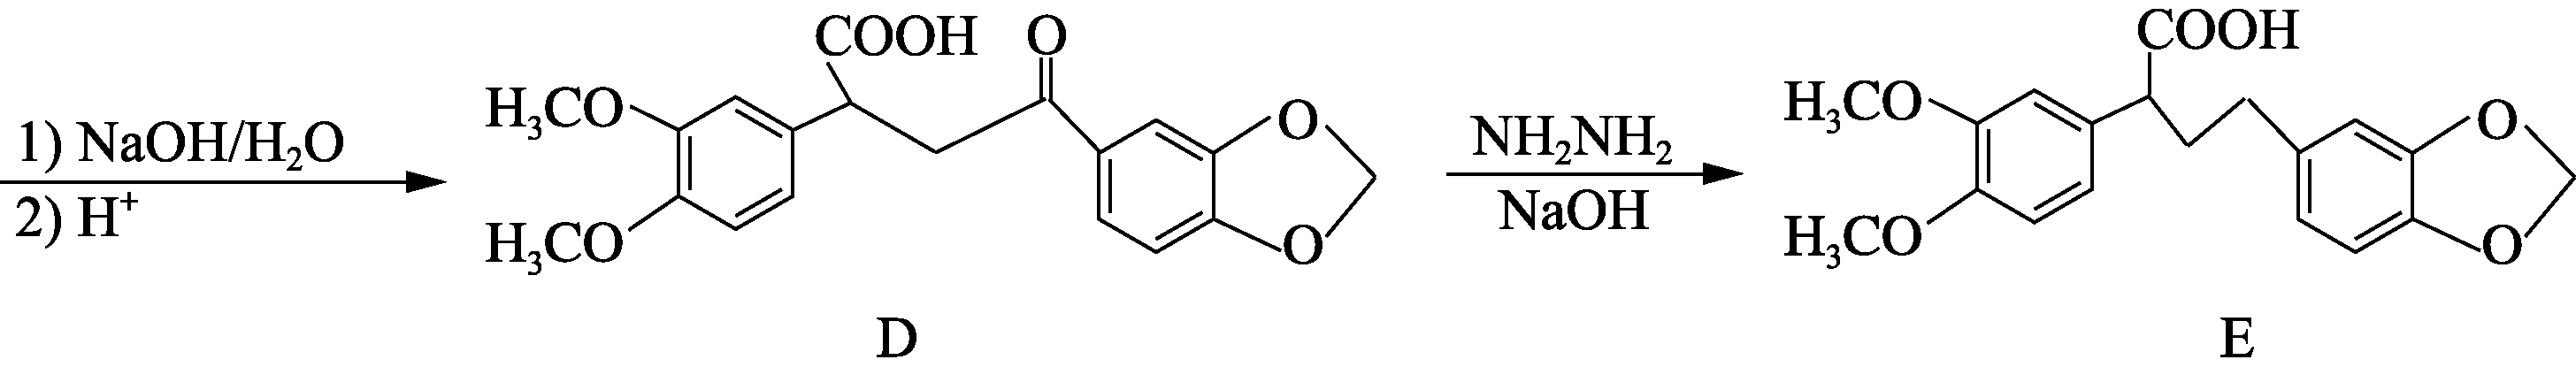 1) NaOH/H₂O
2) H⁺
COOH
O
H₃CO
H₃CO
O
O
D
NH₂NH₂
NaOH
COOH
H₃CO
H₃CO
O
O
E